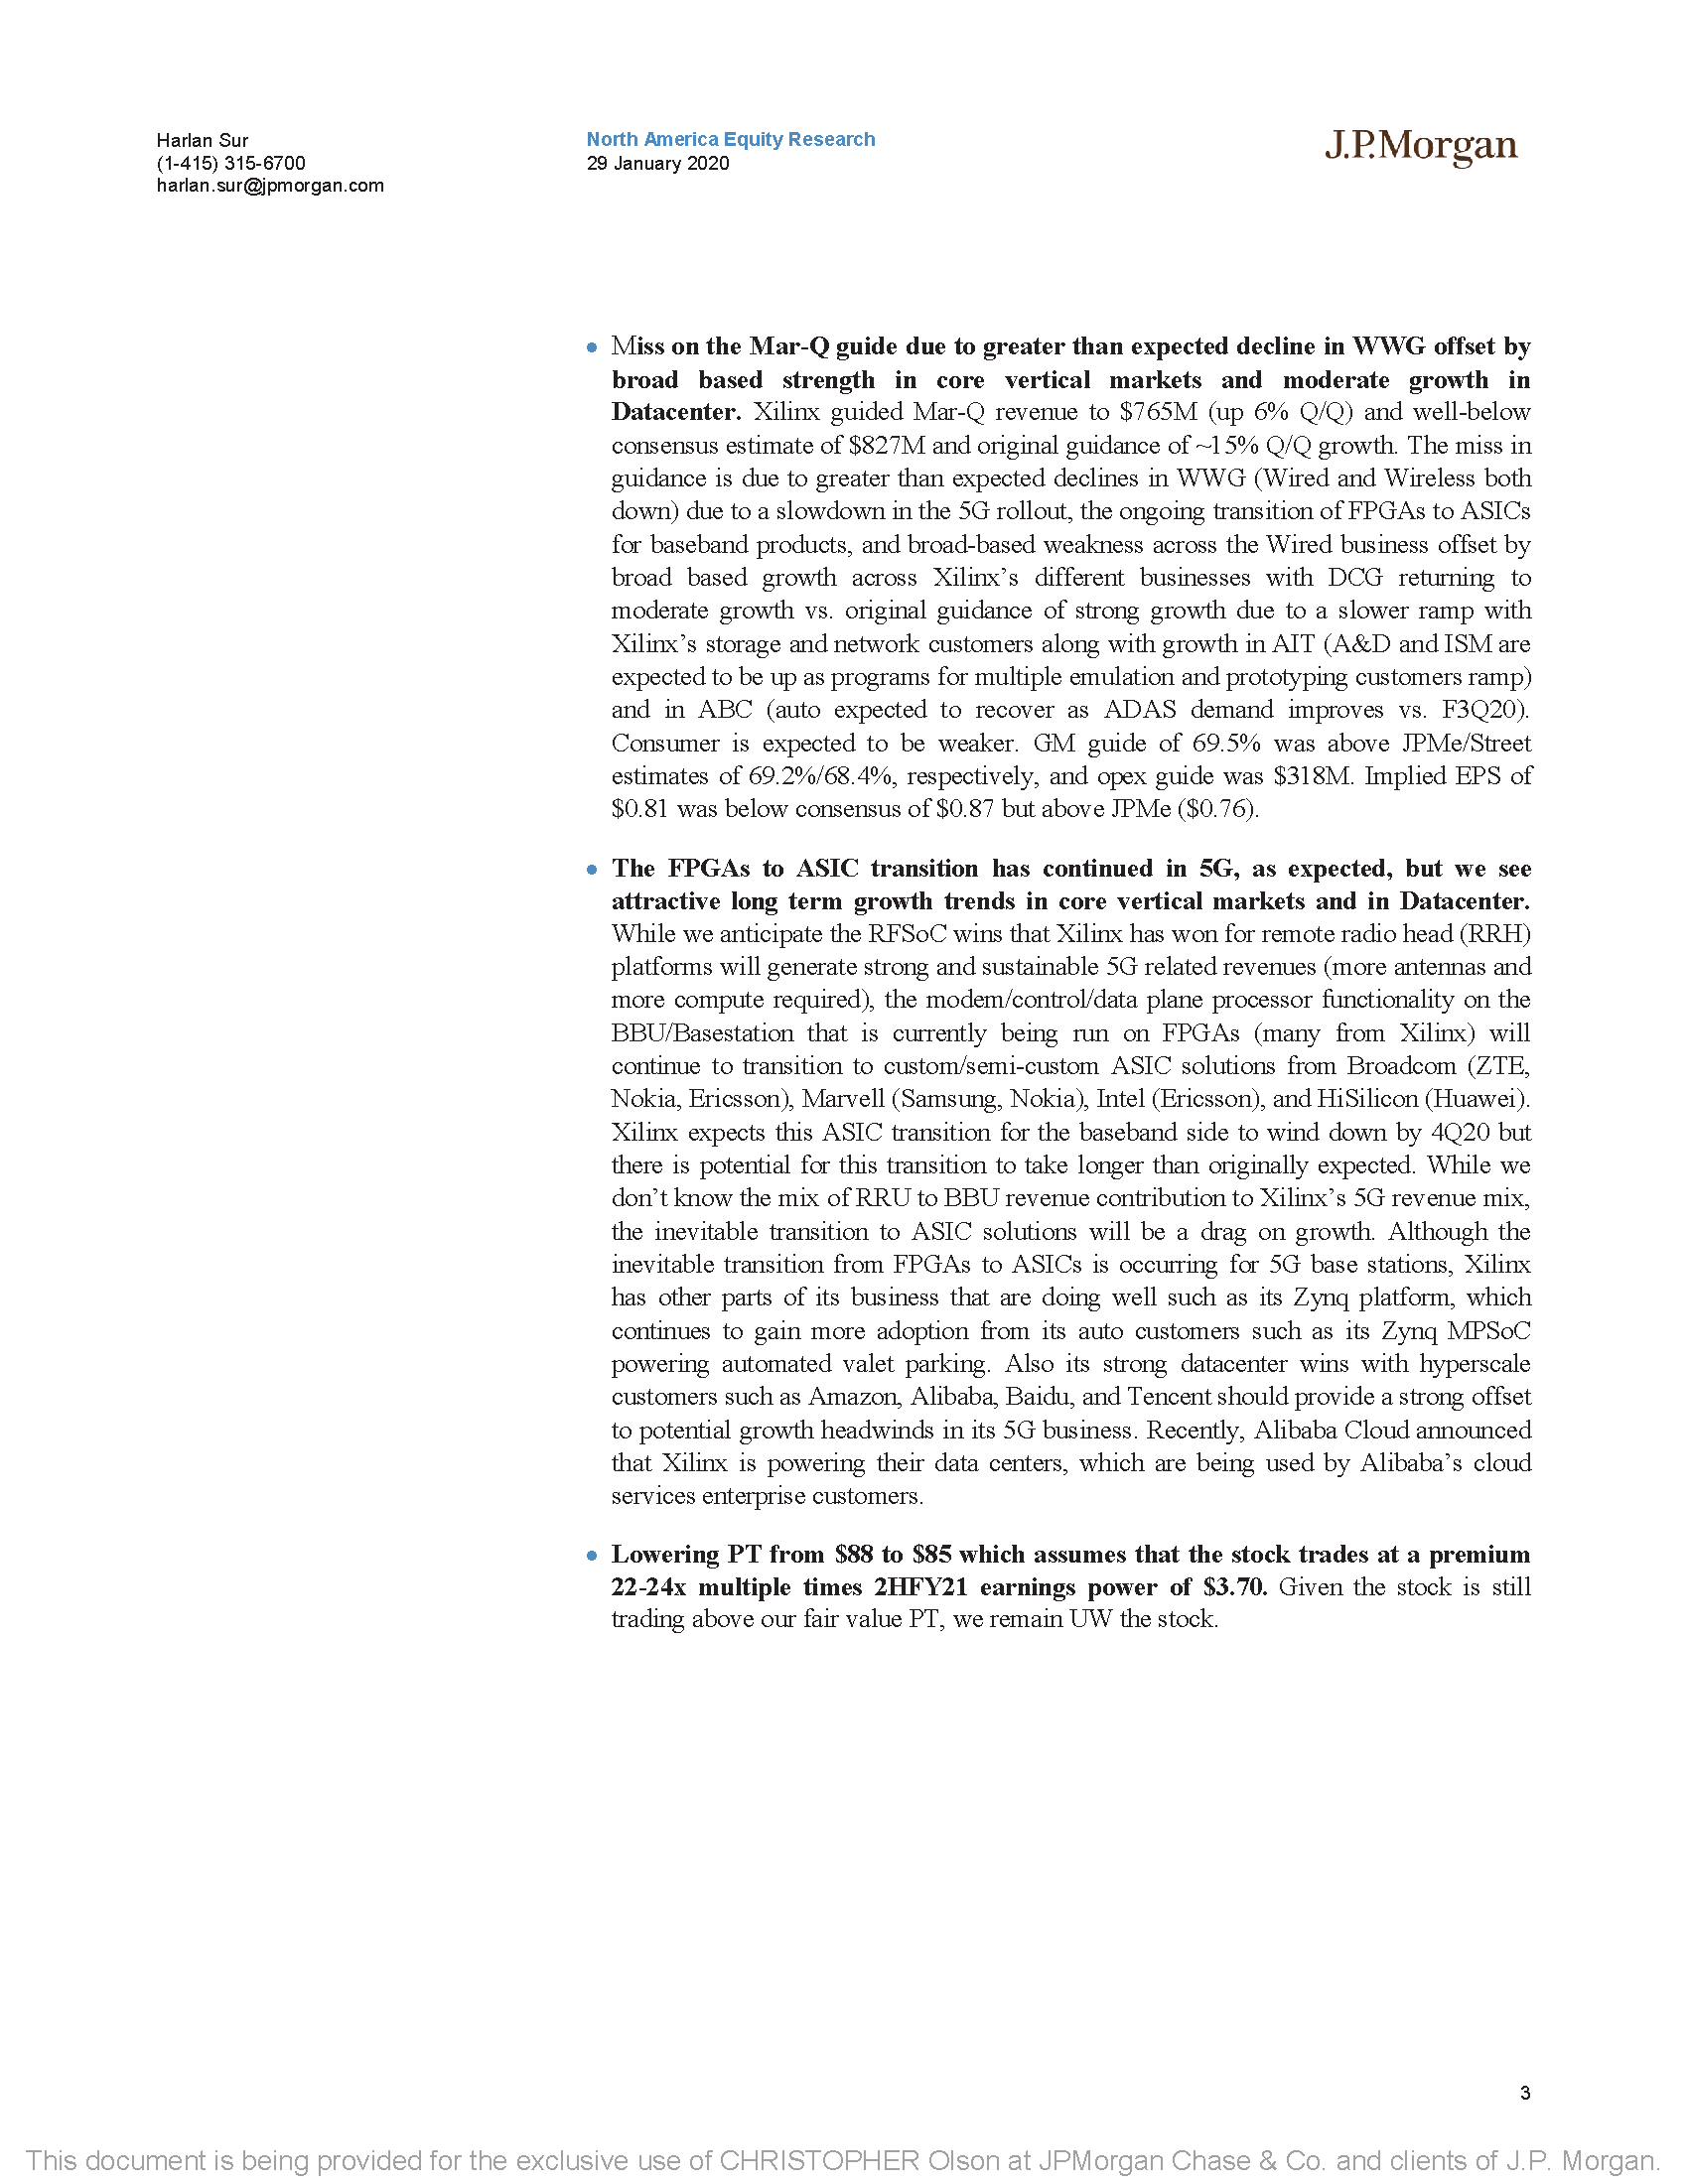 Harlan Sur
(1-415) 315-6700
harlan.sur@jpmorgan.com
North America Equity Research
29 January 2020
J.P.Morgan
• Miss on the Mar-Q guide due to greater than expected decline in WWG offset by
broad based strength in core vertical markets and moderate growth in
Datacenter. Xilinx guided Mar-Q revenue to $765M (up 6% Q/Q) and well-below
consensus estimate of $827M and original guidance of ~15% Q/Q growth. The miss in
guidance is due to greater than expected declines in WWG (Wired and Wireless both
down) due to a slowdown in the 5G rollout, the ongoing transition of FPGAs to ASICs
for baseband products, and broad-based weakness across the Wired business offset by
broad based growth across Xilinx’s different businesses with DCG returning to
moderate growth vs. original guidance of strong growth due to a slower ramp with
Xilinx’s storage and network customers along with growth in AIT (A&D and ISM are
expected to be up as programs for multiple emulation and prototyping customers ramp)
and in ABC (auto expected to recover as ADAS demand improves vs. F3Q20).
Consumer is expected to be weaker. GM guide of 69.5% was above JPMe/Street
estimates of 69.2%/68.4%, respectively, and opex guide was $318M. Implied EPS of
$0.81 was below consensus of $0.87 but above JPMe ($0.76).
• The FPGAs to ASIC transition has continued in 5G, as expected, but we see
attractive long term growth trends in core vertical markets and in Datacenter.
While we anticipate the RFSoC wins that Xilinx has won for remote radio head (RRH)
platforms will generate strong and sustainable 5G related revenues (more antennas and
more compute required), the modem/control/data plane processor functionality on the
BBU/Basestation that is currently being run on FPGAs (many from Xilinx) will
continue to transition to custom/semi-custom ASIC solutions from Broadcom (ZTE,
Nokia, Ericsson), Marvell (Samsung, Nokia), Intel (Ericsson), and HiSilicon (Huawei).
Xilinx expects this ASIC transition for the baseband side to wind down by 4Q20 but
there is potential for this transition to take longer than originally expected. While we
don’t know the mix of RRU to BBU revenue contribution to Xilinx’s 5G revenue mix,
the inevitable transition to ASIC solutions will be a drag on growth. Although the
inevitable transition from FPGAs to ASICs is occurring for 5G base stations, Xilinx
has other parts of its business that are doing well such as its Zynq platform, which
continues to gain more adoption from its auto customers such as its Zynq MPSoC
powering automated valet parking. Also its strong datacenter wins with hyperscale
customers such as Amazon, Alibaba, Baidu, and Tencent should provide a strong offset
to potential growth headwinds in its 5G business. Recently, Alibaba Cloud announced
that Xilinx is powering their data centers, which are being used by Alibaba’s cloud
services enterprise customers.
• Lowering PT from $88 to $85 which assumes that the stock trades at a premium
22-24x multiple times 2HFY21 earnings power of $3.70. Given the stock is still
trading above our fair value PT, we remain UW the stock.
3
This document is being provided for the exclusive use of CHRISTOPHER Olson at JPMorgan Chase & Co. and clients of J.P. Morgan.